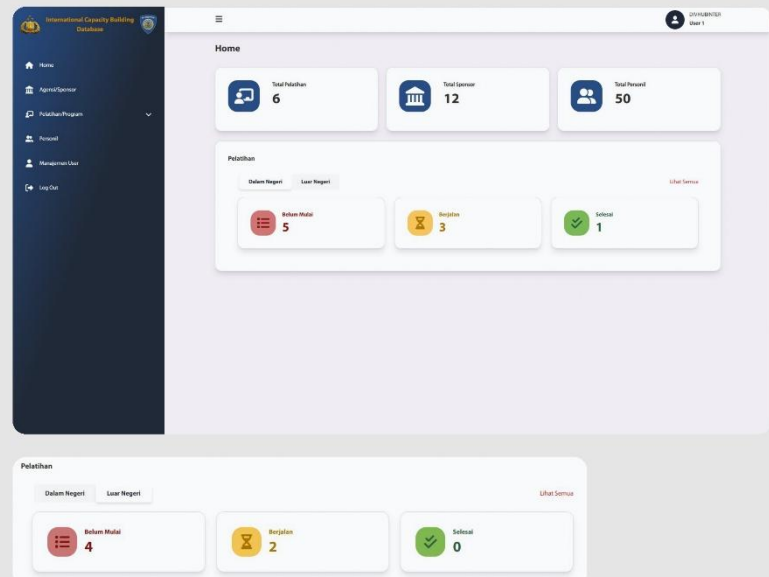 International Capacity Building
Database
Home
Agensi/Sponsor
Pelatihan/Program
Personil
Manajemen User
Log Out
DIVHUBINTER
User 1
Home
Total Pelatihan
6
Total Sponsor
12
Total Personil
50
Pelatihan
Dalam Negeri
Luar Negeri
Lihat Semua
Belum Mulai
5
Berjalan
3
Selesai
1
Pelatihan
Dalam Negeri
Luar Negeri
Lihat Semua
Belum Mulai
4
Berjalan
2
Selesai
0